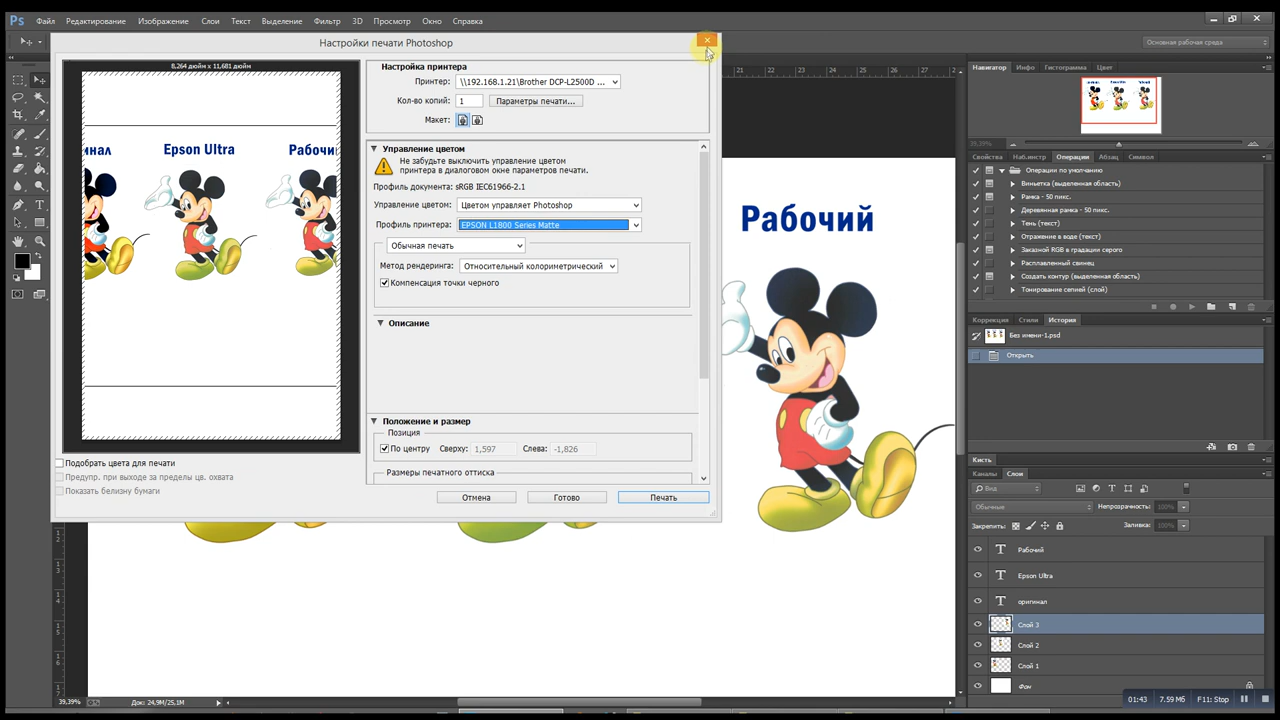 Ps Файл Редактирование Изображение Слои Текст Выделение Фильтр 3D Просмотр Окно Справка
Основная рабочая среда
Настройки печати Photoshop
8,264 дюйм x 11,681 дюйм
Epson Ultra
Настройка принтера
Принтер: \\192.168.1.21\Brother DCP-L2500D ...
Кол-во копий: 1 Параметры печати...
Макет:
Управление цветом
Не забудьте выключить управление цветом
принтера в диалоговом окне параметров печати.
Профиль документа: sRGB IEC61966-2.1
Управление цветом: Цветом управляет Photoshop
Профиль принтера: EPSON L1800 Series Matte
Обычная печать
Метод рендеринга: Относительный колориметрический
Компенсация точки черного
Описание
Положение и размер
Позиция
По центру Сверху: 1,597 Слева: -1,826
Размеры печатного оттиска
Подобрать цвета для печати
Предупр. при выходе за пределы цв. охвата
Показать белизну бумаги
Отмена Готово Печать
21 22 23 24 25 26 27
Рабочий
Навигатор Инфо Гистограмма Цвет
39,39%
Свойства Наб.инстр Операции Абзац Символ
Операции по умолчанию
Виньетка (выделенная область)
Рамка - 50 пикс.
Деревянная рамка - 50 пикс.
Тень (текст)
Отражение в воде (текст)
Заказной RGB в градации серого
Расплавленный свинец
Создать контур (выделенная область)
Тонирование сепией (слой)
Коррекция Стили История
Без имени-1.psd
Открыть
Кисть
Каналы Слои
Вид
Обычные Непрозрачность: 100%
Закрепить: Заливка: 100%
Рабочий
Epson Ultra
оригинал
Слой 3
Слой 2
Слой 1
Фон
39,39% Док: 24,9M/25,1M
01:43 7.59 Мб F11: Stop